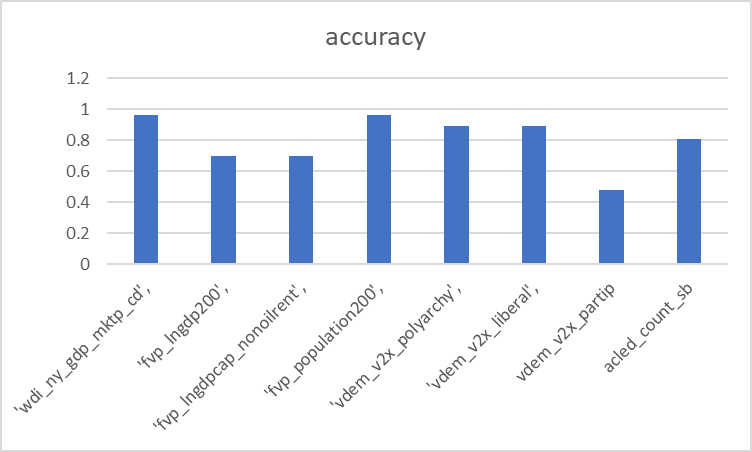 accuracy
1.2
1
0.8
0.6
0.4
0.2
0
'wdi_ny_gdp_mktp_cd',
'fvp_lngdp200',
'fvp_lngdpcap_nonoilrent',
'fvp_population200',
'vdem_v2x_polyarchy',
'vdem_v2x_liberal',
vdem_v2x_partip
acled_count_sb